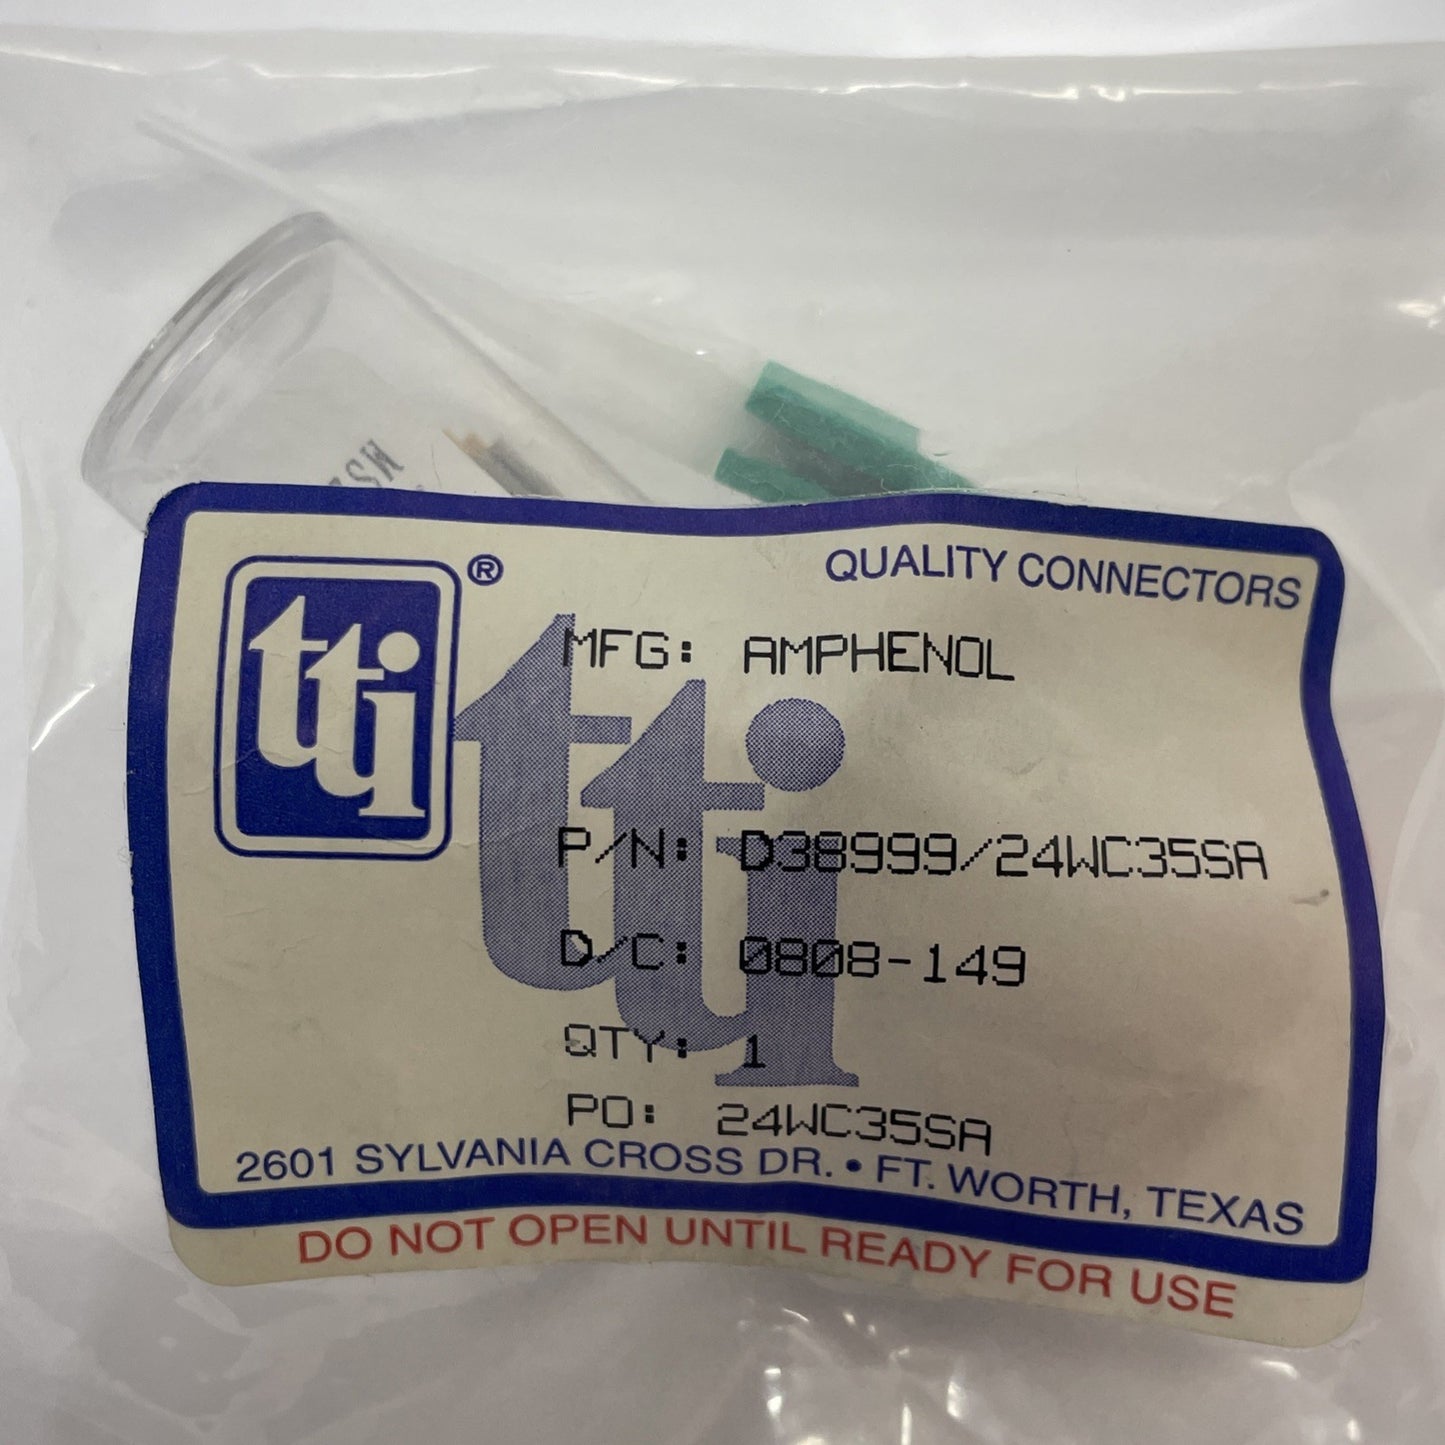 tti ®
QUALITY CONNECTORS
tti
MFG: AMPHENOL
P/N: D38999/24WC35SA
D/C: 0808-149
QTY: 1
PO: 24WC35SA
2601 SYLVANIA CROSS DR. • FT. WORTH, TEXAS
DO NOT OPEN UNTIL READY FOR USE